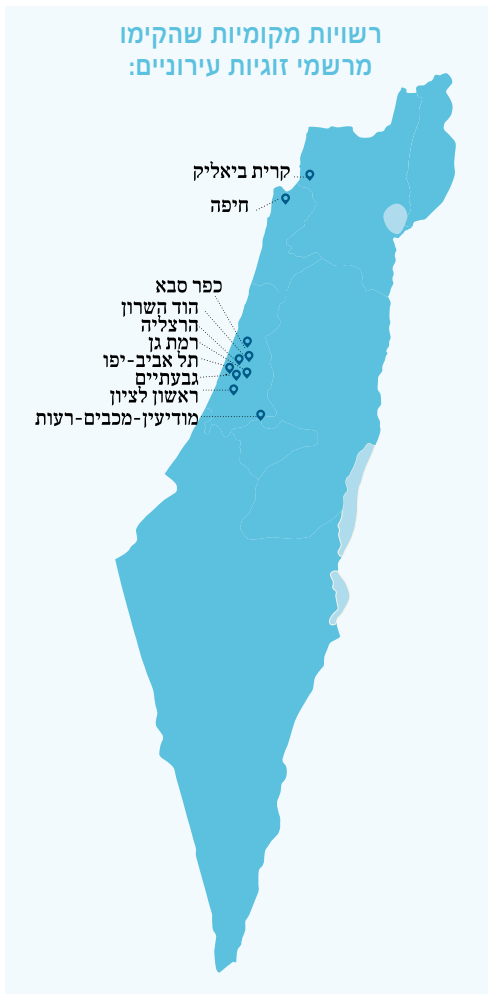 רשויות מקומיות שהקימו
מרשמי זוגיות עירוניים:
קרית ביאליק
חיפה
כפר סבא
הוד השרון
הרצליה
רמת גן
תל אביב-יפו
גבעתיים
ראשון לציון
מודיעין-מכבים-רעות